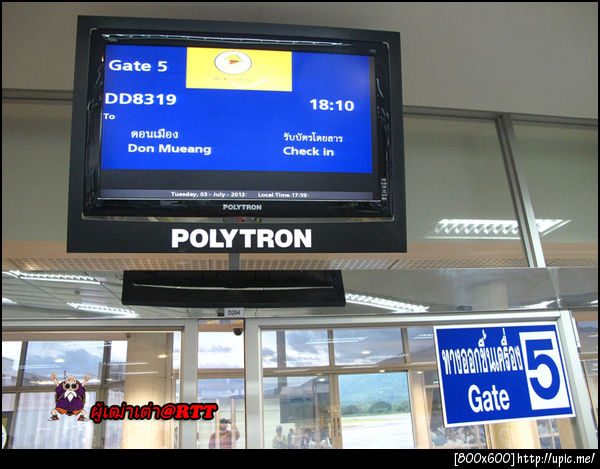 Gate 5
DD8319
18:10
To
ดอนเมือง
รับบัตรโดยสาร
Don Mueang
Check in
Tuesday, 03 - July - 2012 Local Time 17:59
POLYTRON
POLYTRON
D204
ทางออกขึ้นเครื่อง
Gate
5
ผู้เฒ่าเต่า@RTT
[800x600]http://upic.me/